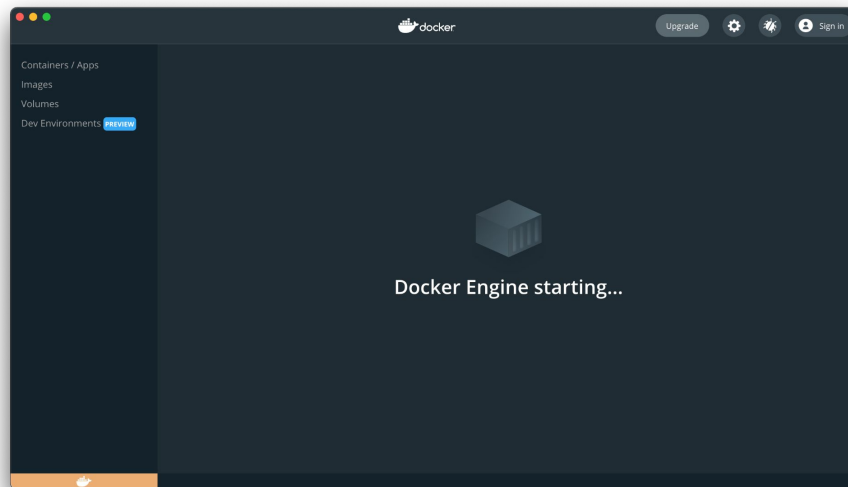 docker
Upgrade
Sign in
Containers / Apps
Images
Volumes
Dev Environments PREVIEW
Docker Engine starting...